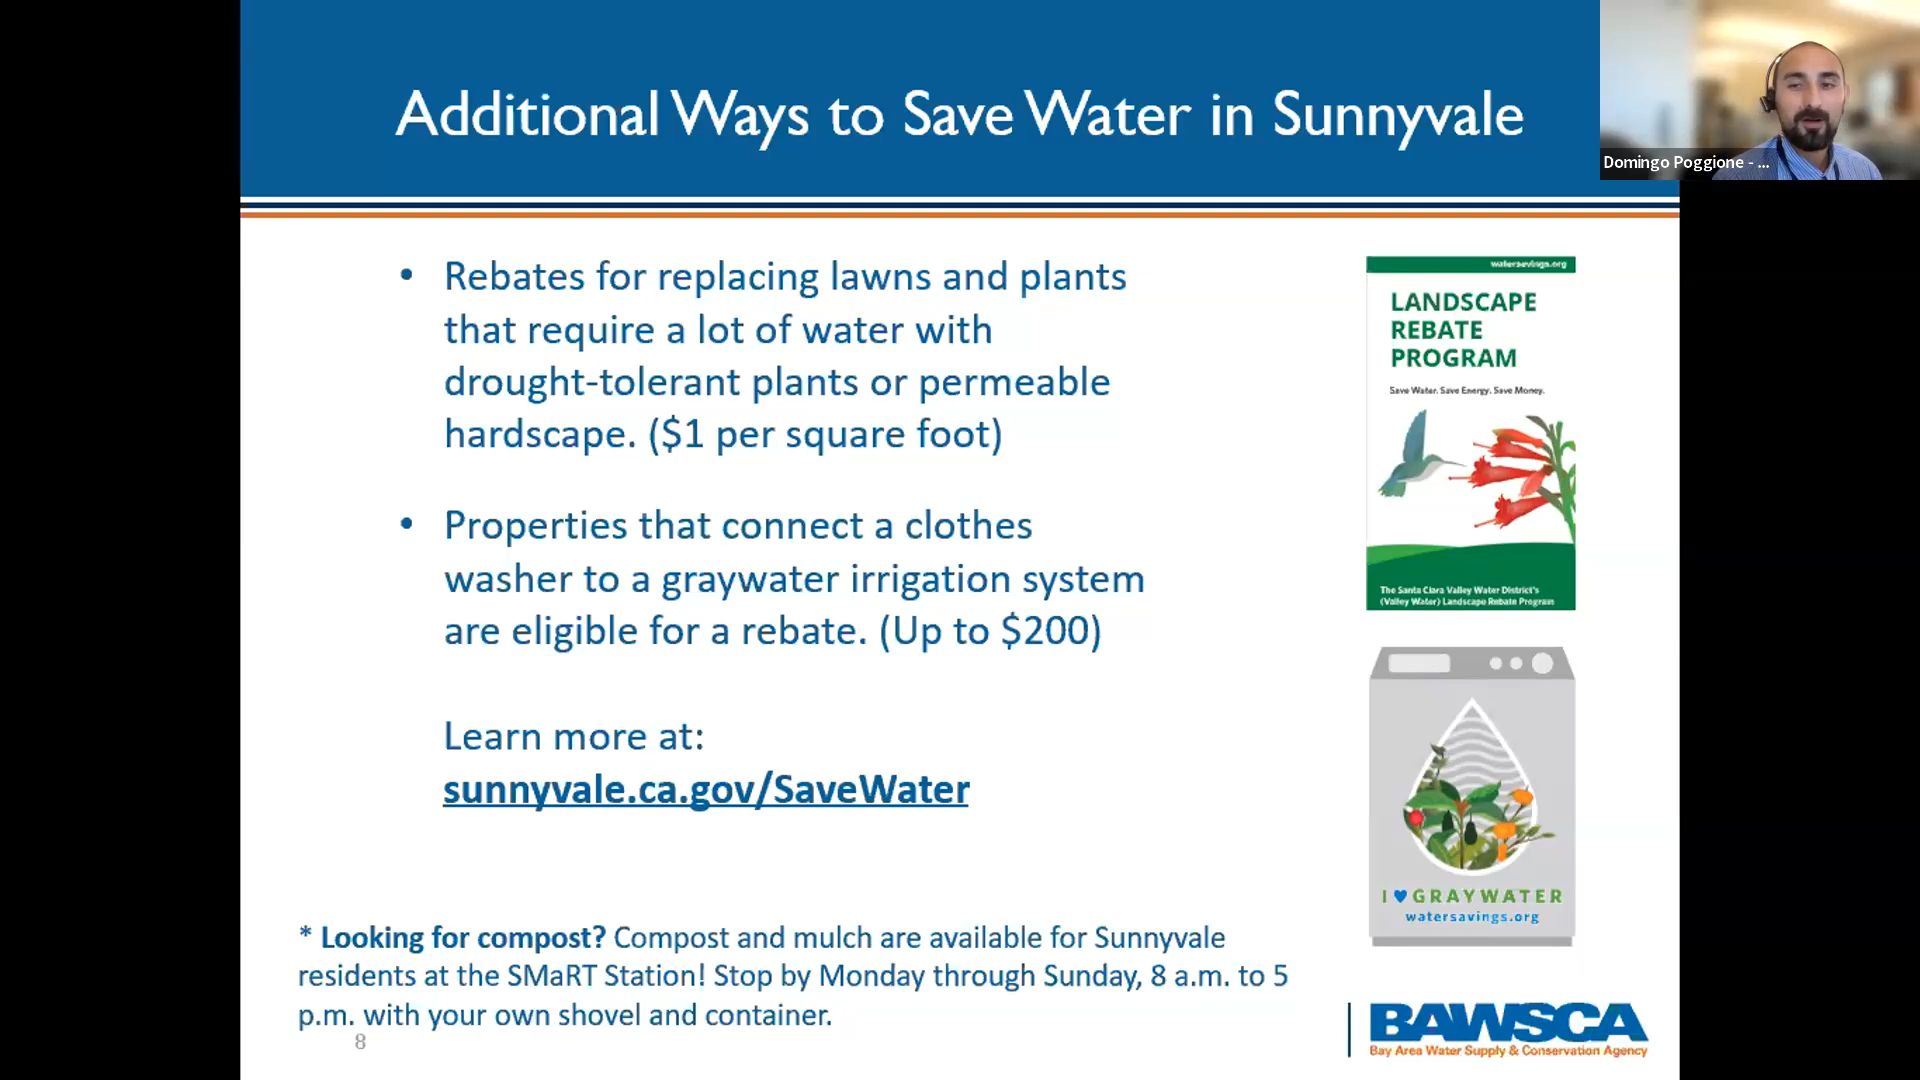 Additional Ways to Save Water in Sunnyvale
Domingo Poggione - ...
• Rebates for replacing lawns and plants
that require a lot of water with
drought-tolerant plants or permeable
hardscape. ($1 per square foot)
• Properties that connect a clothes
washer to a graywater irrigation system
are eligible for a rebate. (Up to $200)
Learn more at:
sunnyvale.ca.gov/SaveWater
watersavings.org
LANDSCAPE
REBATE
PROGRAM
Save Water. Save Energy. Save Money.
The Santa Clara Valley Water District's
(Valley Water) Landscape Rebate Program
I ♥ GRAYWATER
watersavings.org
* Looking for compost? Compost and mulch are available for Sunnyvale
residents at the SMaRT Station! Stop by Monday through Sunday, 8 a.m. to 5
p.m. with your own shovel and container.
8
BAWSCA
Bay Area Water Supply & Conservation Agency